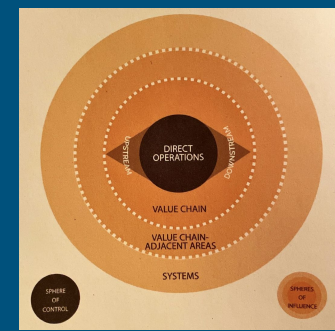 DIRECT
OPERATIONS
UPSTREAM
DOWNSTREAM
VALUE CHAIN
VALUE CHAIN-
ADJACENT AREAS
SYSTEMS
SPHERE
OF
CONTROL
SPHERES
OF
INFLUENCE